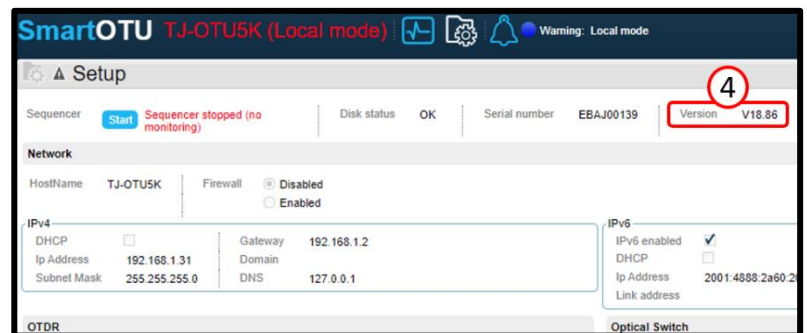 SmartOTU TJ-OTU5K (Local mode) Warning: Local mode
Setup
4
Sequencer Start Sequencer stopped (no monitoring) Disk status OK Serial number EBAJ00139 Version V18.86
Network
HostName TJ-OTU5K Firewall Disabled
Enabled
IPv4
DHCP Gateway 192.168.1.2
Ip Address 192.168.1.31 Domain
Subnet Mask 255.255.255.0 DNS 127.0.0.1
IPv6
IPv6 enabled
DHCP
Ip Address 2001:4888:2a60:20
Link address
OTDR Optical Switch